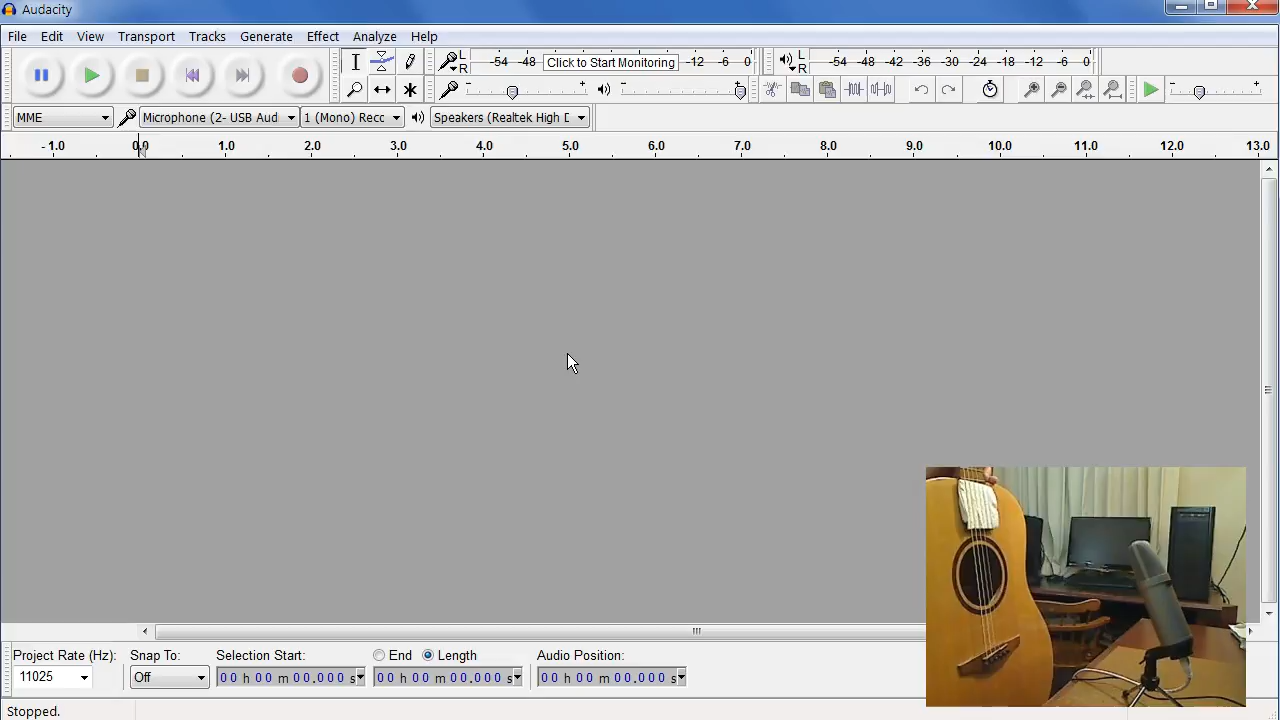 Audacity
File Edit View Transport Tracks Generate Effect Analyze Help
L R -54 -48 Click to Start Monitoring -12 -6 0 L R -54 -48 -42 -36 -30 -24 -18 -12 -6 0
MME Microphone (2- USB Aud 1 (Mono) Recc Speakers (Realtek High D
- 1.0 0.0 1.0 2.0 3.0 4.0 5.0 6.0 7.0 8.0 9.0 10.0 11.0 12.0 13.0
Project Rate (Hz): Snap To: Selection Start: End Length Audio Position:
11025 Off 00 h 00 m 00.000 s 00 h 00 m 00.000 s 00 h 00 m 00.000 s
Stopped.